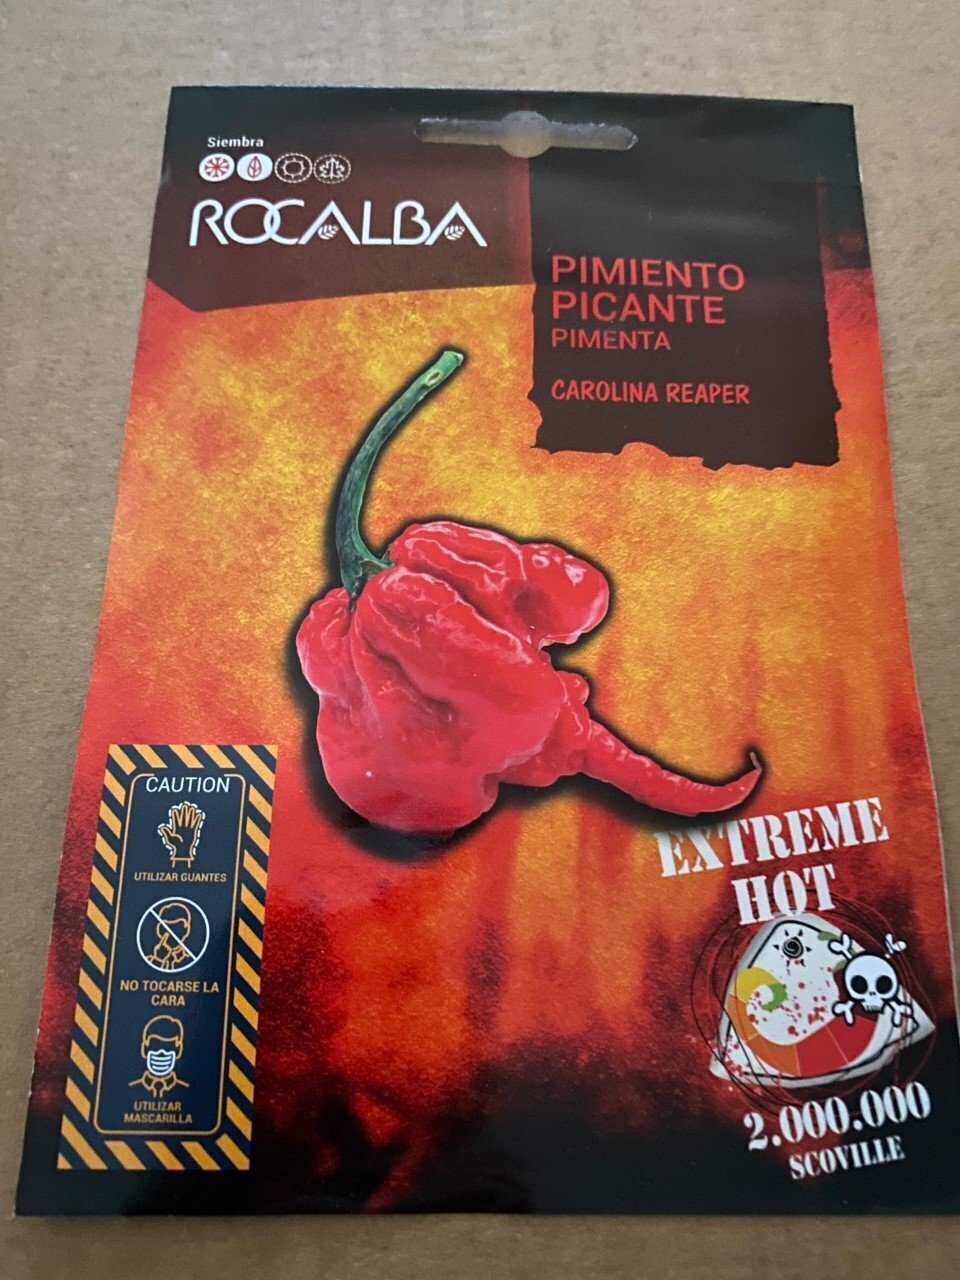 Siembra
ROCALBA
PIMIENTO
PICANTE
PIMENTA
CAROLINA REAPER
CAUTION
UTILIZAR GUANTES
NO TOCARSE LA
CARA
UTILIZAR
MASCARILLA
EXTREME
HOT
2.000.000
SCOVILLE